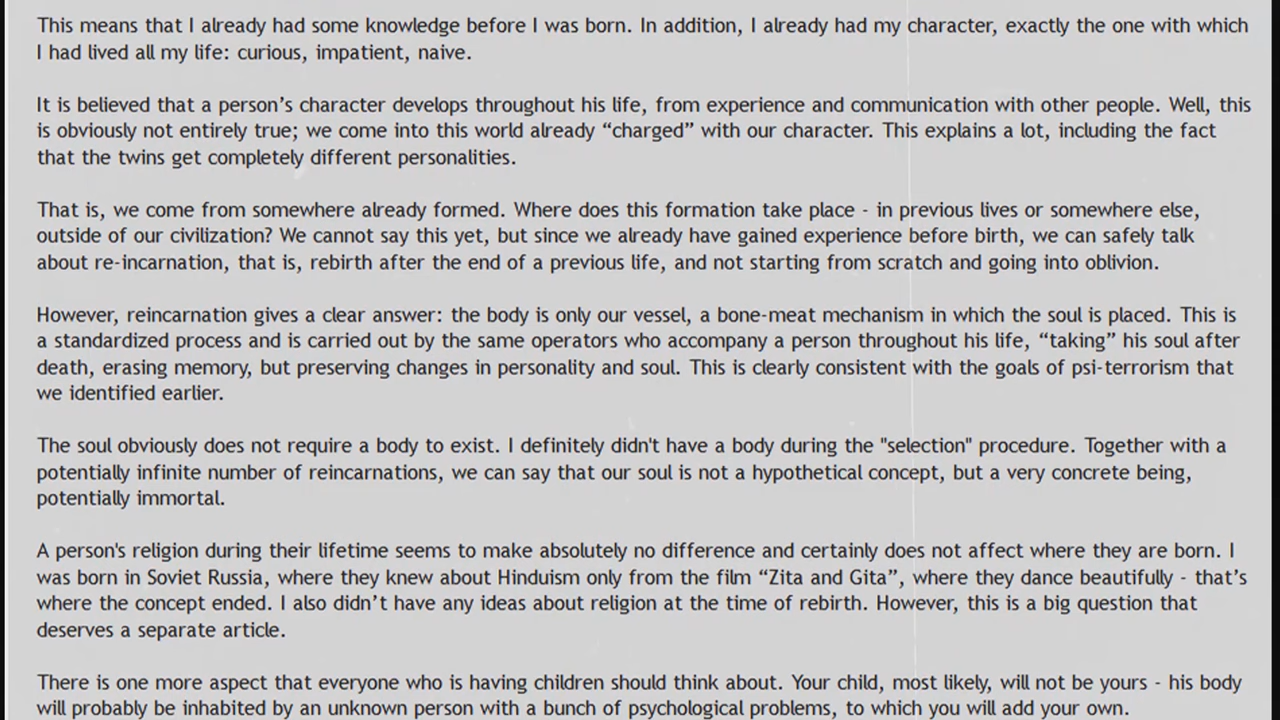 This means that I already had some knowledge before I was born. In addition, I already had my character, exactly the one with which
I had lived all my life: curious, impatient, naive.
It is believed that a person’s character develops throughout his life, from experience and communication with other people. Well, this
is obviously not entirely true; we come into this world already “charged” with our character. This explains a lot, including the fact
that the twins get completely different personalities.
That is, we come from somewhere already formed. Where does this formation take place - in previous lives or somewhere else,
outside of our civilization? We cannot say this yet, but since we already have gained experience before birth, we can safely talk
about re-incarnation, that is, rebirth after the end of a previous life, and not starting from scratch and going into oblivion.
However, reincarnation gives a clear answer: the body is only our vessel, a bone-meat mechanism in which the soul is placed. This is
a standardized process and is carried out by the same operators who accompany a person throughout his life, “taking” his soul after
death, erasing memory, but preserving changes in personality and soul. This is clearly consistent with the goals of psi-terrorism that
we identified earlier.
The soul obviously does not require a body to exist. I definitely didn't have a body during the "selection" procedure. Together with a
potentially infinite number of reincarnations, we can say that our soul is not a hypothetical concept, but a very concrete being,
potentially immortal.
A person's religion during their lifetime seems to make absolutely no difference and certainly does not affect where they are born. I
was born in Soviet Russia, where they knew about Hinduism only from the film “Zita and Gita”, where they dance beautifully - that’s
where the concept ended. I also didn’t have any ideas about religion at the time of rebirth. However, this is a big question that
deserves a separate article.
There is one more aspect that everyone who is having children should think about. Your child, most likely, will not be yours - his body
will probably be inhabited by an unknown person with a bunch of psychological problems, to which you will add your own.